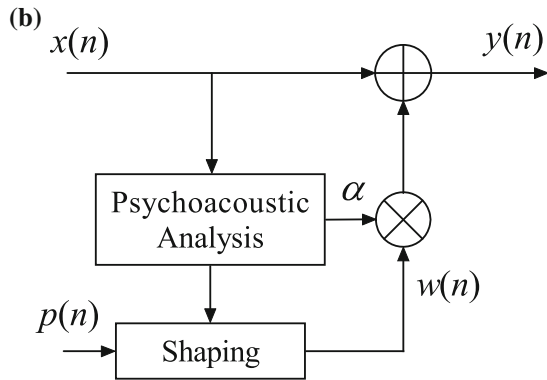 (b)
x(n)
y(n)
Psychoacoustic
Analysis
α
w(n)
p(n)
Shaping